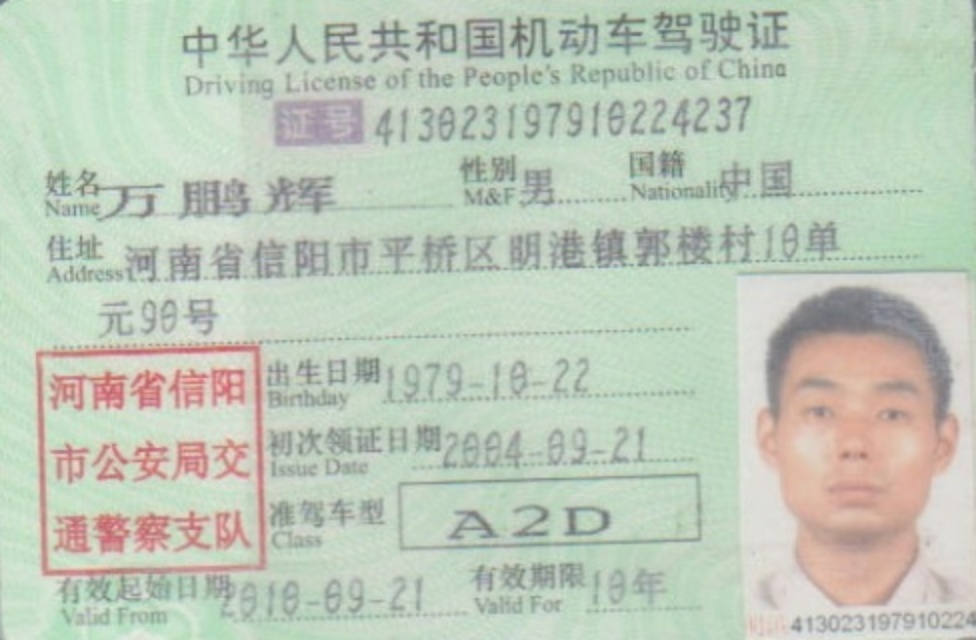 中华人民共和国机动车驾驶证
Driving License of the People's Republic of China
证号 413023197910224237
姓名 万鹏辉 性别 男 国籍 中国
Name M&F Nationality
住址 河南省信阳市平桥区明港镇郭楼村10单
Address
元90号
河南省信阳
市公安局交
通警察支队
出生日期 1979-10-22
Birthday
初次领证日期 2004-09-21
Issue Date
准驾车型 A2D
Class
有效起始日期 2010-09-21 有效期限 10年
Valid From Valid For
413023197910224